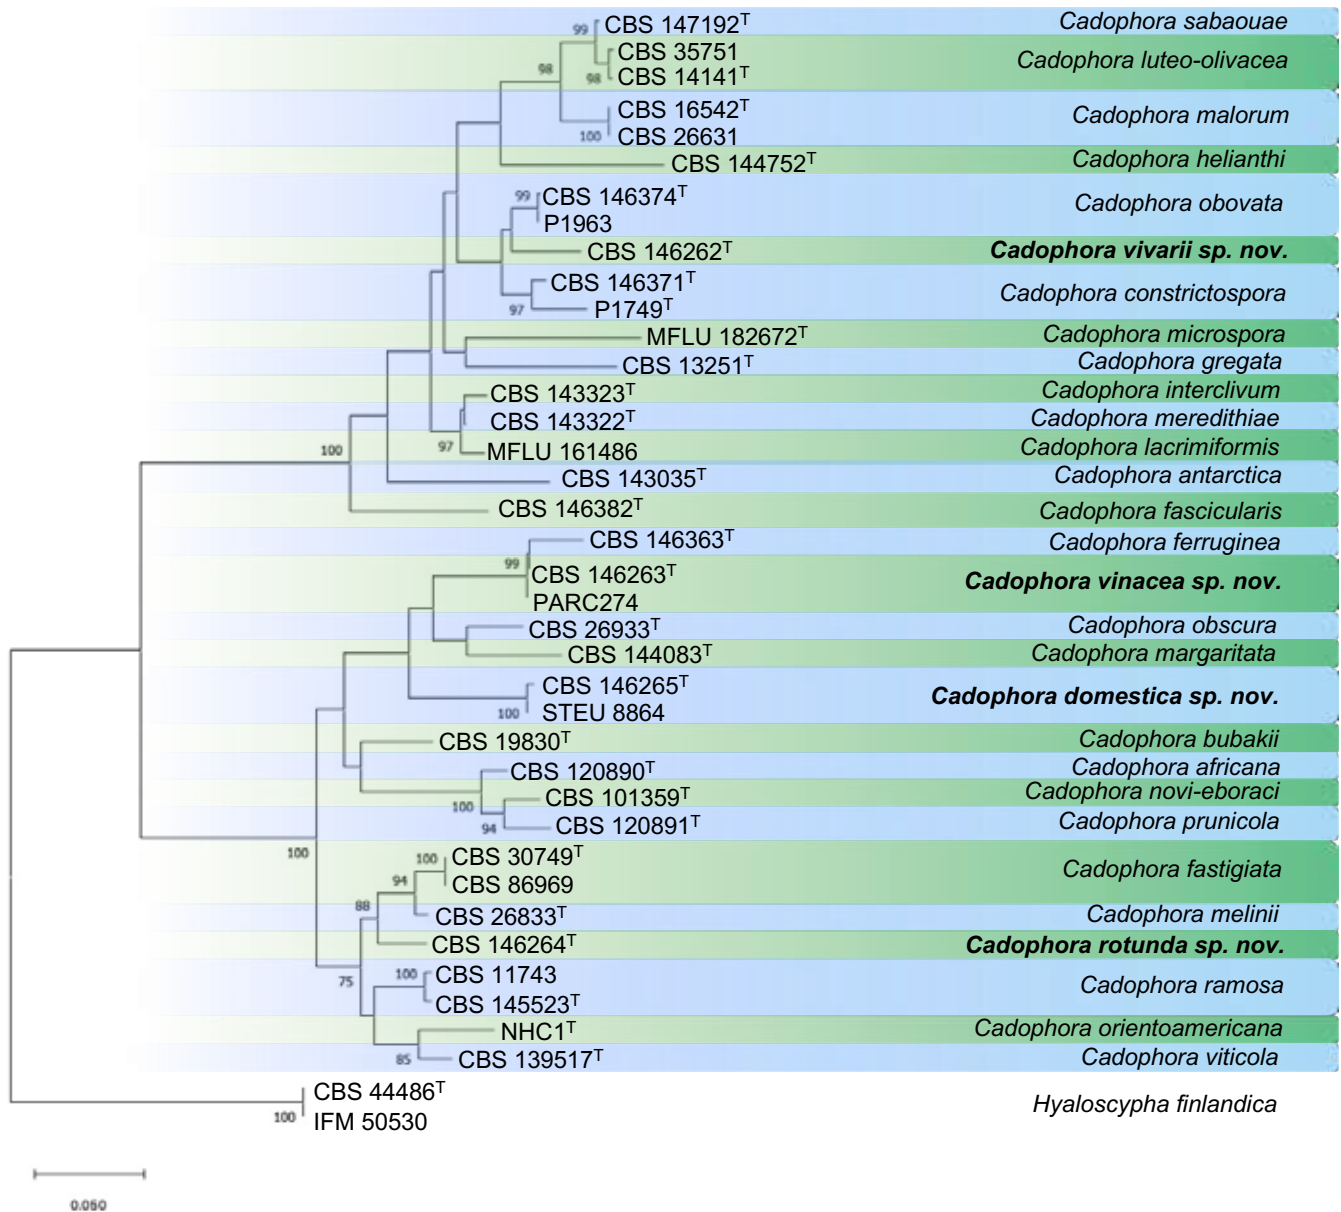 99 CBS 147192T Cadophora sabaouae
CBS 35751
98 98 CBS 14141T Cadophora luteo-olivacea
CBS 16542T Cadophora malorum
100 CBS 26631
CBS 144752T Cadophora helianthi
99 CBS 146374T Cadophora obovata
P1963
CBS 146262T Cadophora vivarii sp. nov.
CBS 146371T Cadophora constrictospora
97 P1749T
MFLU 182672T Cadophora microspora
CBS 13251T Cadophora gregata
CBS 143323T Cadophora interclivum
CBS 143322T Cadophora meredithiae
100 97 MFLU 161486 Cadophora lacrimiformis
CBS 143035T Cadophora antarctica
CBS 146382T Cadophora fascicularis
CBS 146363T Cadophora ferruginea
99 CBS 146263T Cadophora vinacea sp. nov.
PARC274
CBS 26933T Cadophora obscura
CBS 144083T Cadophora margaritata
CBS 146265T Cadophora domestica sp. nov.
100 STEU 8864
CBS 19830T Cadophora bubakii
CBS 120890T Cadophora africana
100 CBS 101359T Cadophora novi-eboraci
94 CBS 120891T Cadophora prunicola
100 100 CBS 30749T Cadophora fastigiata
94 CBS 86969
88 CBS 26833T Cadophora melinii
CBS 146264T Cadophora rotunda sp. nov.
75 100 CBS 11743 Cadophora ramosa
CBS 145523T
NHC1T Cadophora orientoamericana
85 CBS 139517T Cadophora viticola
CBS 44486T Hyaloscypha finlandica
100 IFM 50530
0.050